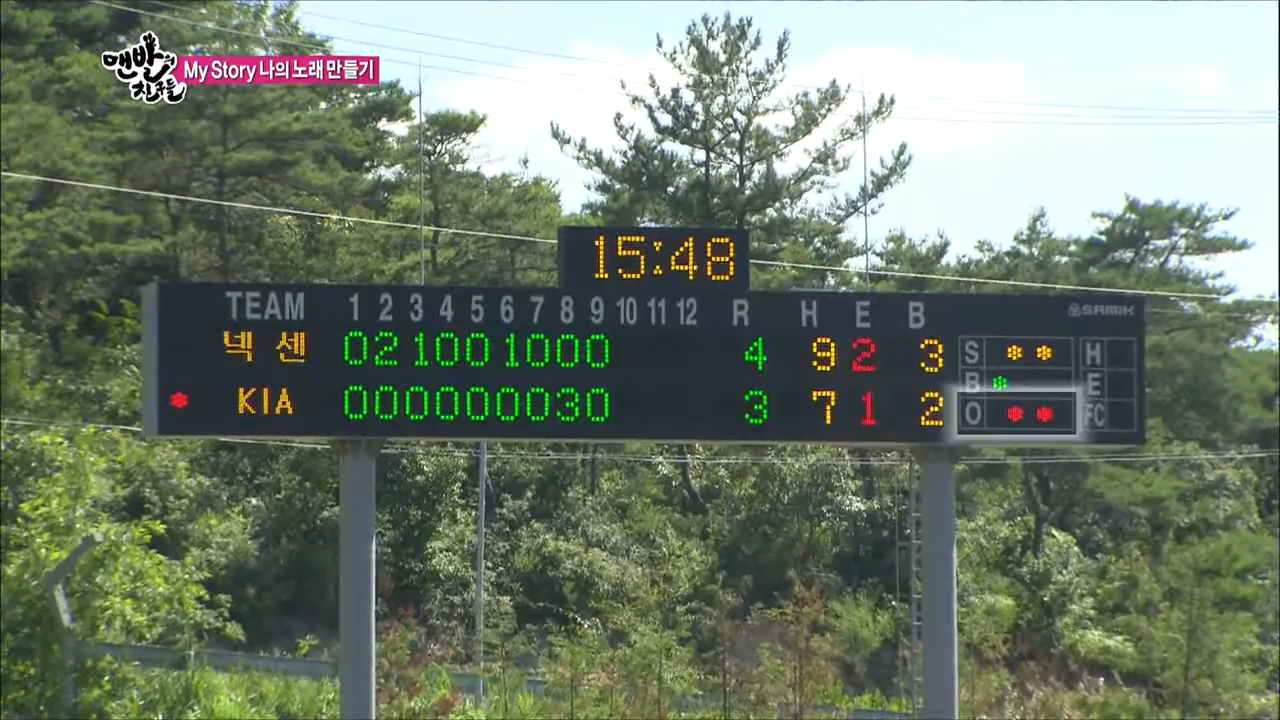 맨발의 친구들
My Story 나의 노래 만들기
15:48
TEAM 1 2 3 4 5 6 7 8 9 10 11 12 R H E B SAMIK
넥센 0 2 1 0 0 1 0 0 0 4 9 2 3 S H
B E
KIA 0 0 0 0 0 0 0 3 0 3 7 1 2 O FC